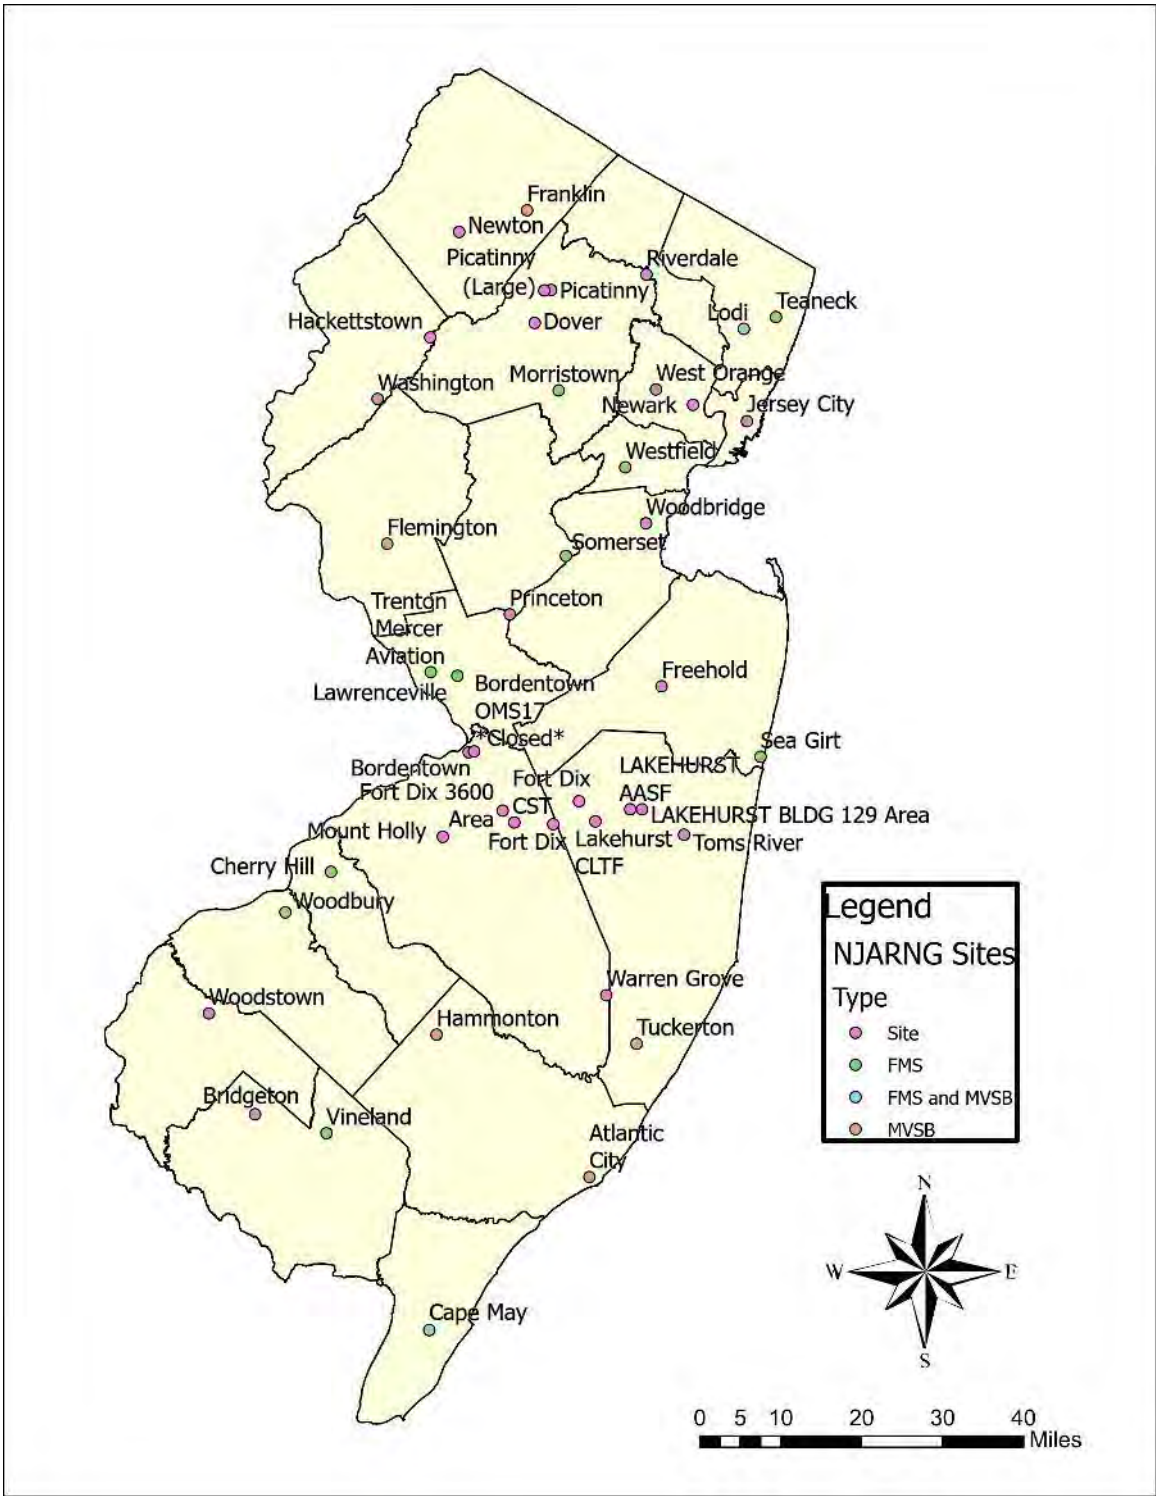 Franklin
Newton
Picatinny
(Large)
Picatinny
Riverdale
Teaneck
Lodi
Hackettstown
Dover
Washington
Morristown
West Orange
Newark
Jersey City
Westfield
Woodbridge
Flemington
Somerset
Trenton
Mercer
Aviation
Princeton
Lawrenceville
Freehold
Bordentown
OMS17
*Closed*
Sea Girt
Bordentown
Fort Dix 3600
Area
Fort Dix
CST
LAKEHURST
AASF
LAKEHURST BLDG 129 Area
Mount Holly
Fort Dix
Lakehurst
CLTF
Toms River
Cherry Hill
Woodbury
Woodstown
Warren Grove
Hammonton
Tuckerton
Bridgeton
Vineland
Atlantic
City
Cape May
Legend
NJARNG Sites
Type
Site
FMS
FMS and MVSB
MVSB
N
W E
S
0 5 10 20 30 40
Miles